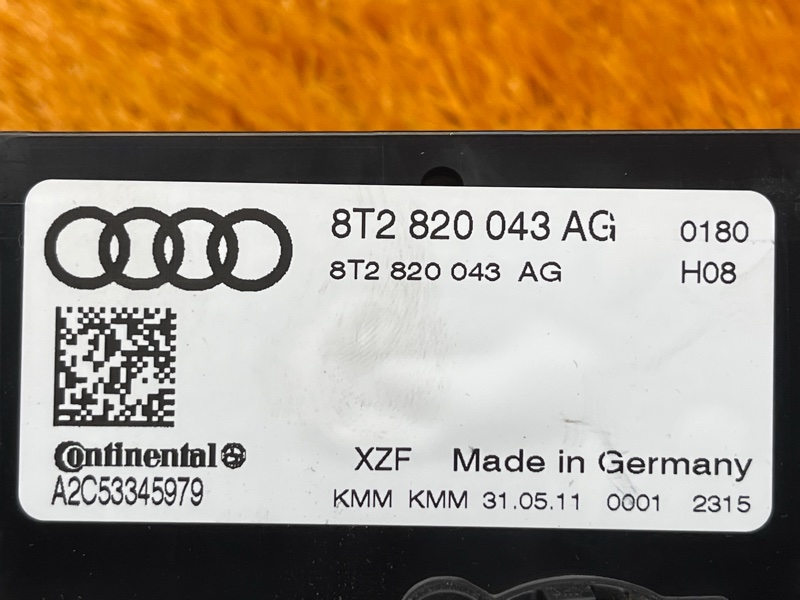 8T2 820 043 AG 0180
8T2 820 043 AG H08
Continental
A2C53345979
XZF Made in Germany
KMM KMM 31.05.11 0001 2315